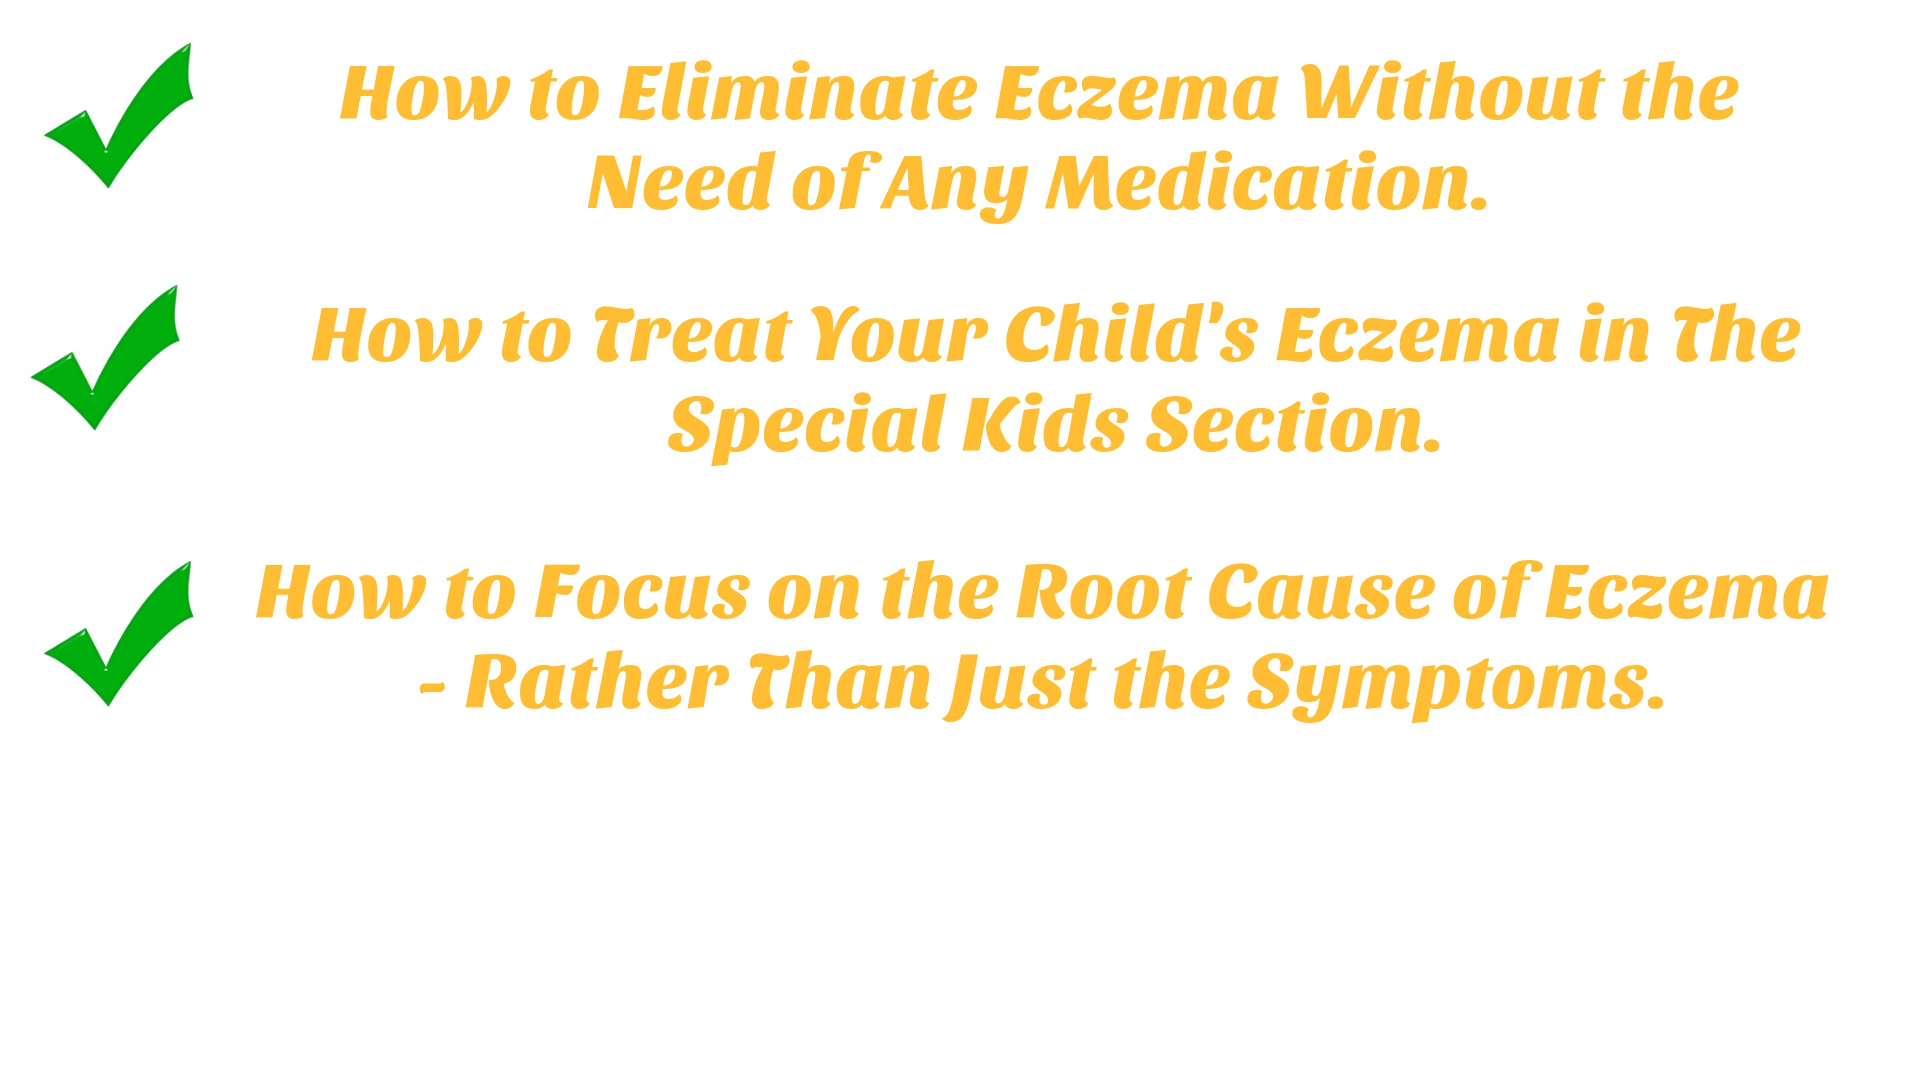 How to Eliminate Eczema Without the
Need of Any Medication.
How to Treat Your Child's Eczema in The
Special Kids Section.
How to Focus on the Root Cause of Eczema
- Rather Than Just the Symptoms.